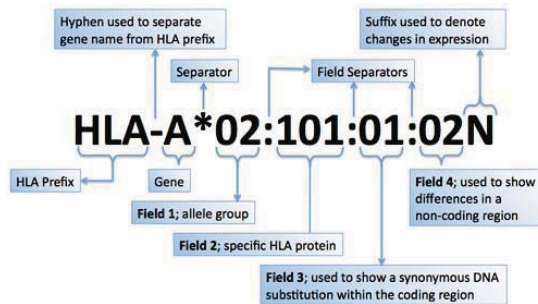 Hyphen used to separate
gene name from HLA prefix
Suffix used to denote
changes in expression
Separator
Field Separators
HLA-A*02:101:01:02N
HLA Prefix
Gene
Field 4; used to show
differences in a
non-coding region
Field 1; allele group
Field 2; specific HLA protein
Field 3; used to show a synonymous DNA
substitution within the coding region